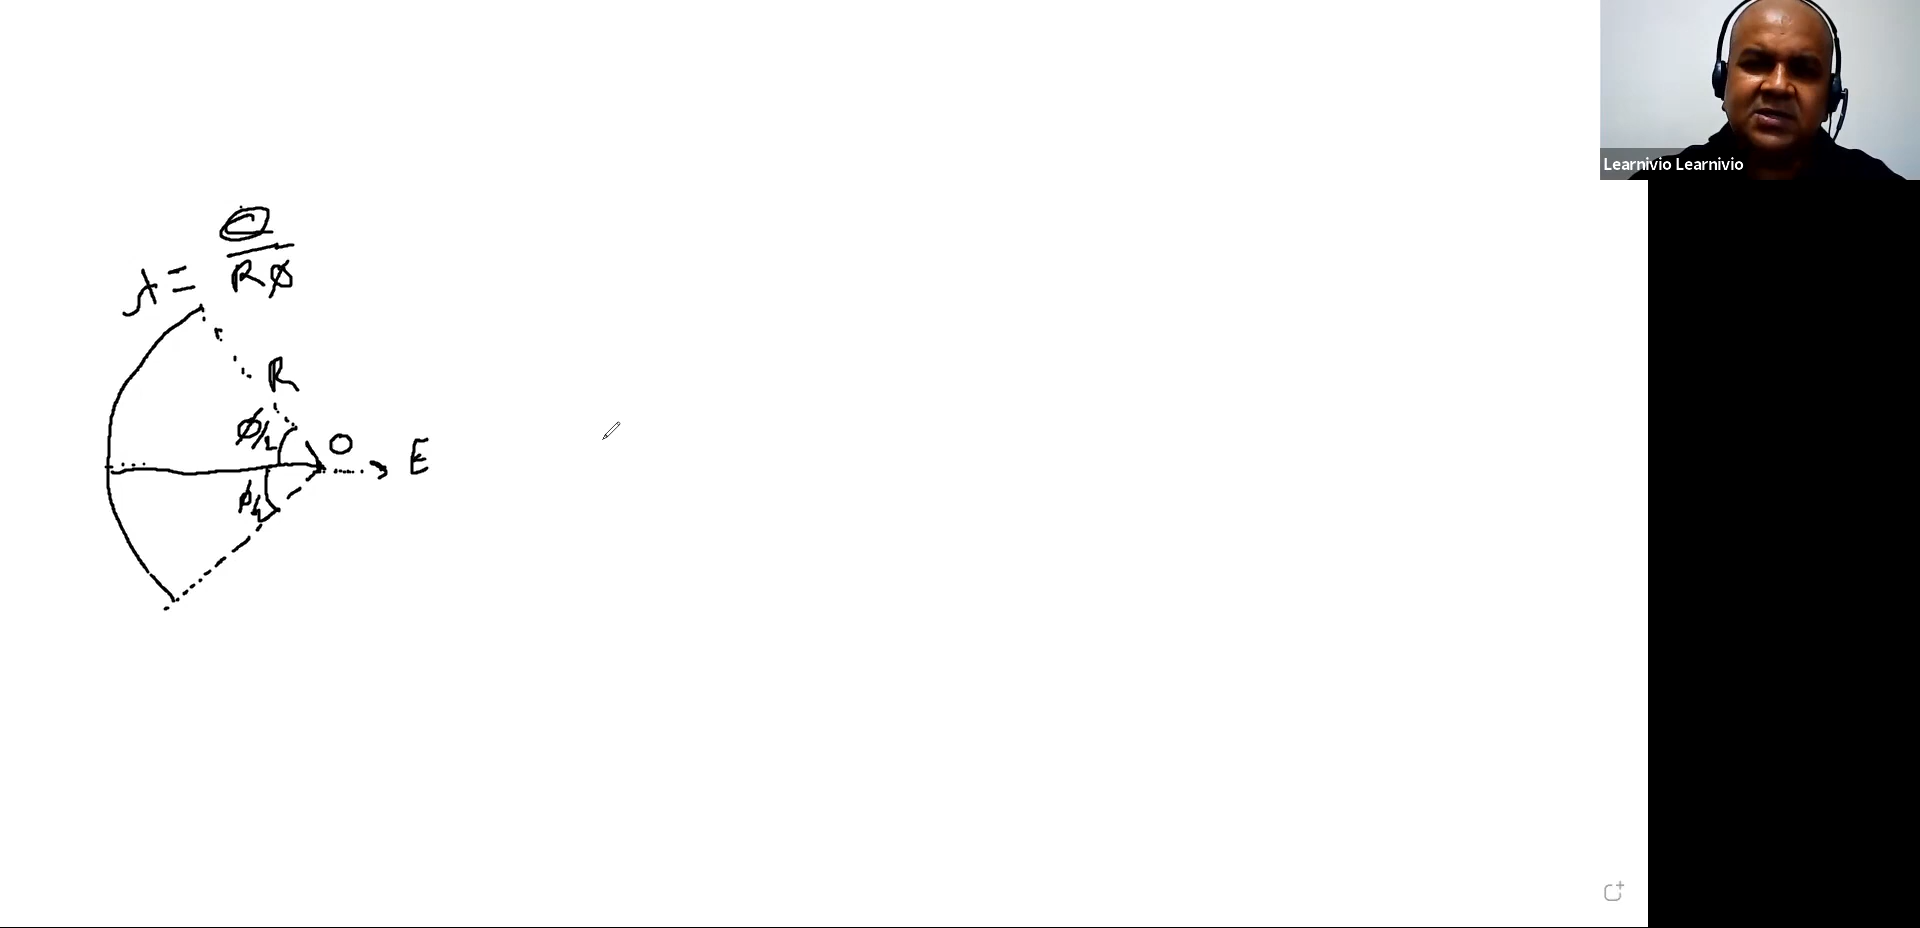 Learnivio Learnivio
λ = Q
Rφ
R
φ/2
O
E
φ/2